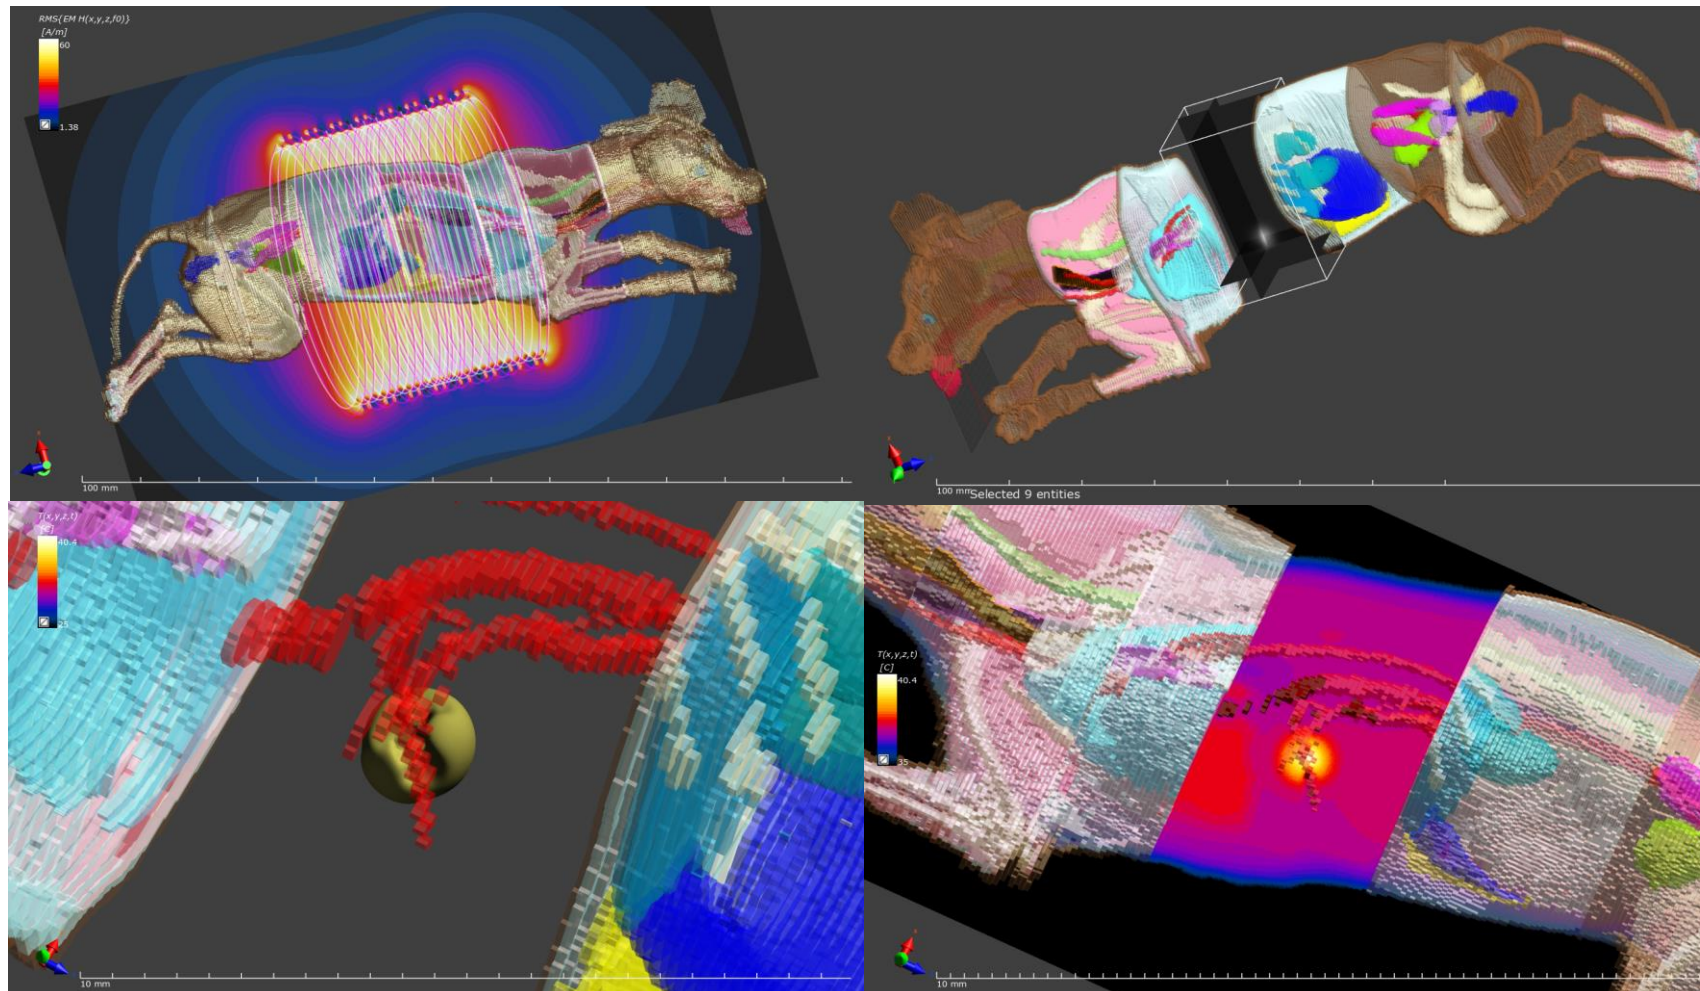 RMS{EM H(x,y,z,f0)}
[A/m]
60
1.38
100 mm
100 mm
Selected 9 entities
T(x,y,z,t)
[C]
40.4
10 mm
T(x,y,z,t)
[C]
40.4
35
10 mm